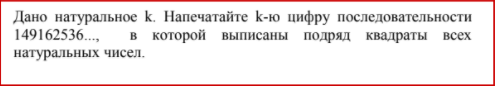 Дано натуральное k. Напечатайте k-ю цифру последовательности
149162536..., в которой выписаны подряд квадраты всех
натуральных чисел.